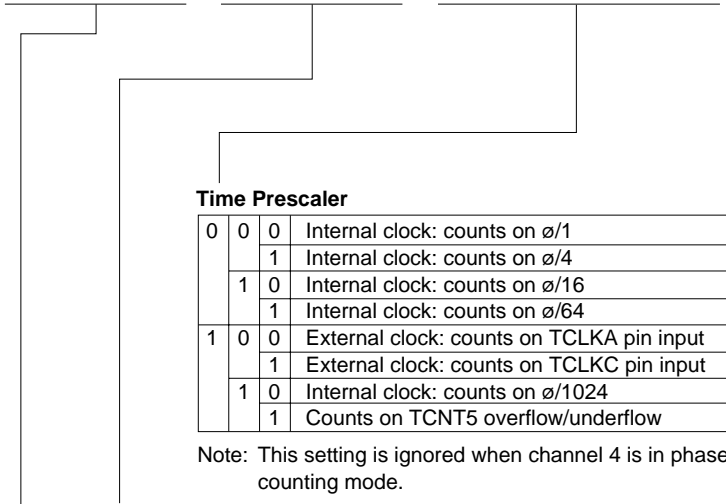 Time Prescaler
0 0 0 Internal clock: counts on ø/1
1 Internal clock: counts on ø/4
1 0 Internal clock: counts on ø/16
1 Internal clock: counts on ø/64
1 0 0 External clock: counts on TCLKA pin input
1 External clock: counts on TCLKC pin input
1 0 Internal clock: counts on ø/1024
1 Counts on TCNT5 overflow/underflow
Note: This setting is ignored when channel 4 is in phase
counting mode.